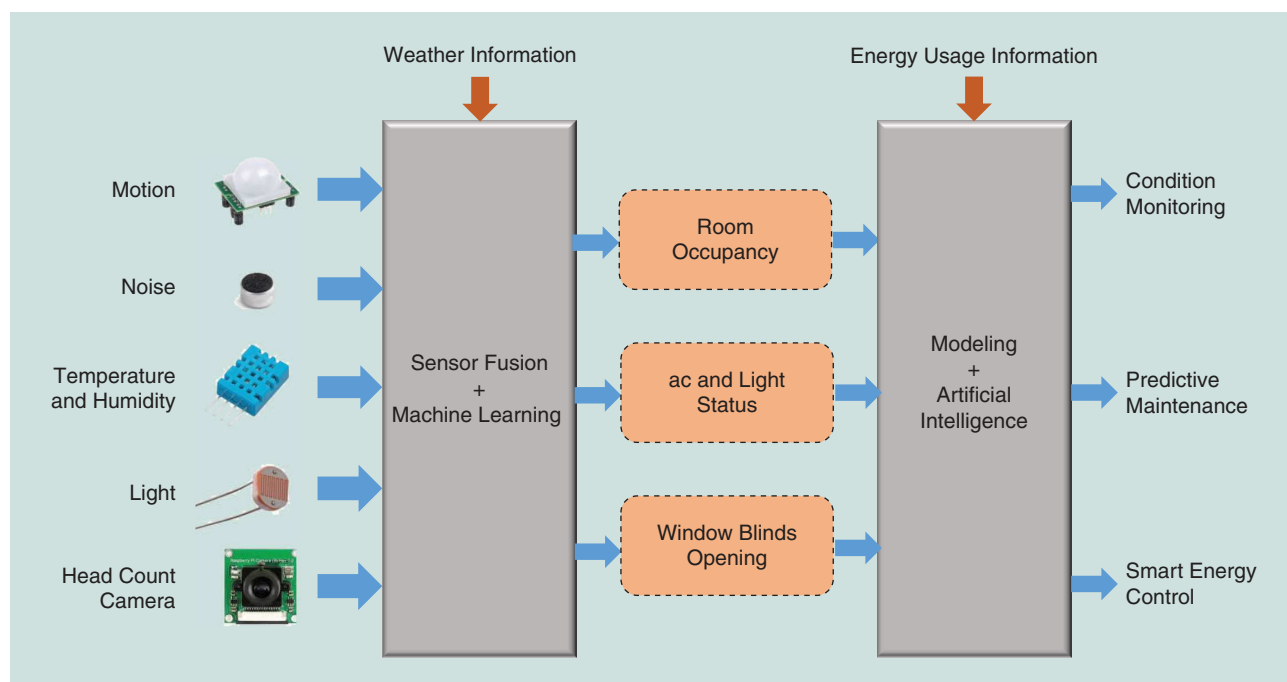 Weather Information
Energy Usage Information
Motion
Noise
Temperature
and Humidity
Light
Head Count
Camera
Sensor Fusion
+
Machine Learning
Room
Occupancy
ac and Light
Status
Window Blinds
Opening
Modeling
+
Artificial
Intelligence
Condition
Monitoring
Predictive
Maintenance
Smart Energy
Control